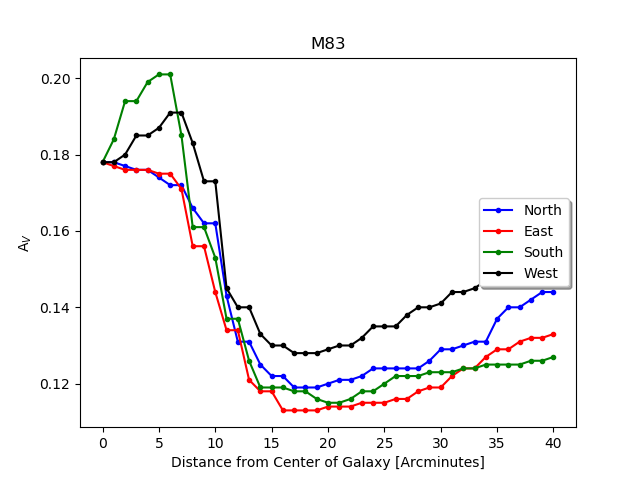 M83
0.20
0.18
0.16
0.14
0.12
A_V
North
East
South
West
0 5 10 15 20 25 30 35 40
Distance from Center of Galaxy [Arcminutes]